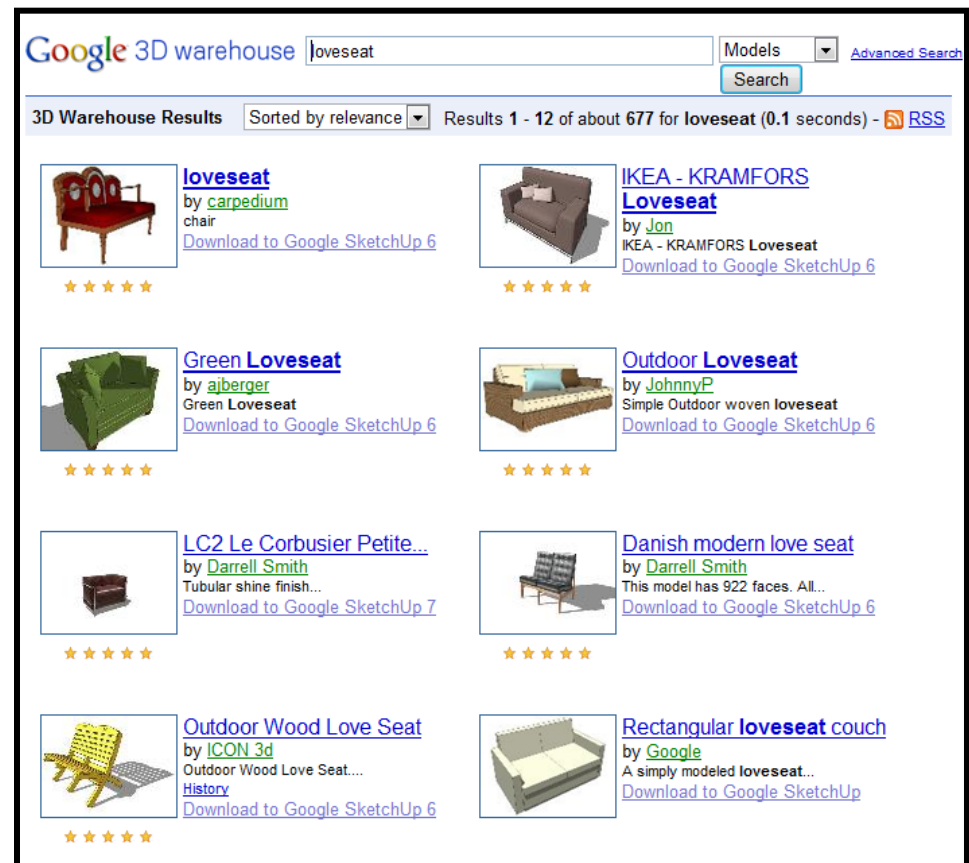 Google 3D warehouse loveseat Models Advanced Search
Search
3D Warehouse Results Sorted by relevance Results 1 - 12 of about 677 for loveseat (0.1 seconds) - RSS
loveseat
by carpedium
chair
Download to Google SketchUp 6
IKEA - KRAMFORS
Loveseat
by Jon
IKEA - KRAMFORS Loveseat
Download to Google SketchUp 6
Green Loveseat
by ajberger
Green Loveseat
Download to Google SketchUp 6
Outdoor Loveseat
by JohnnyP
Simple Outdoor woven loveseat
Download to Google SketchUp 6
LC2 Le Corbusier Petite...
by Darrell Smith
Tubular shine finish...
Download to Google SketchUp 7
Danish modern love seat
by Darrell Smith
This model has 922 faces. All...
Download to Google SketchUp 6
Outdoor Wood Love Seat
by ICON 3d
Outdoor Wood Love Seat....
History
Download to Google SketchUp 6
Rectangular loveseat couch
by Google
A simply modeled loveseat...
Download to Google SketchUp